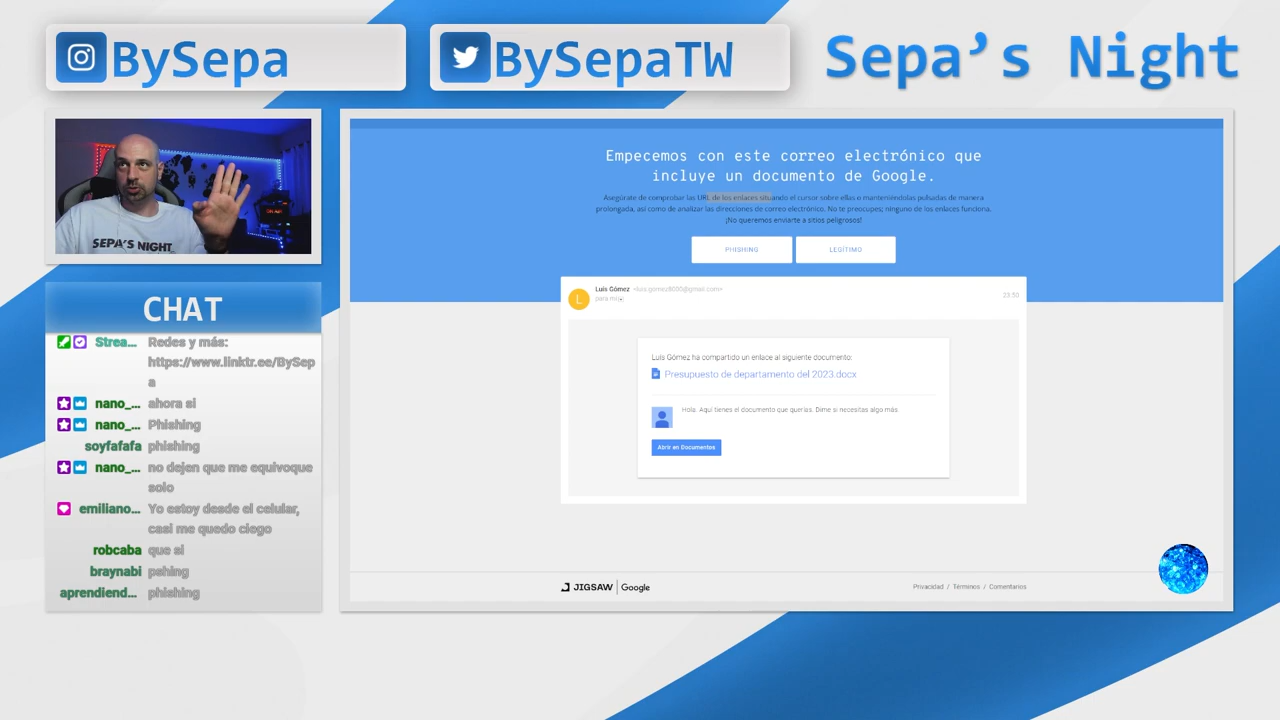 BySepa
BySepaTW
Sepa's Night
SEPA'S NIGHT
CHAT
Strea... Redes y más:
https://www.linktr.ee/BySep
a
nano_... ahora si
nano_... Phishing
soyfafafa phishing
nano_... no dejen que me equivoque
solo
emiliano... Yo estoy desde el celular,
casi me quedo ciego
robcaba que si
braynabi pshing
aprendiend... phishing
Empecemos con este correo electrónico que
incluye un documento de Google.
Asegúrate de comprobar las URL de los enlaces situando el cursor sobre ellas o manteniéndolas pulsadas de manera
prolongada, así como de analizar las direcciones de correo electrónico. No te preocupes; ninguno de los enlaces funciona.
¡No queremos enviarte a sitios peligrosos!
PHISHING
LEGÍTIMO
L
Luis Gómez <luis.gomez8000@gmail.com>
para mí
23:50
Luis Gómez ha compartido un enlace al siguiente documento:
Presupuesto de departamento del 2023.docx
Hola. Aquí tienes el documento que querías. Dime si necesitas algo más.
Abrir en Documentos
JIGSAW | Google
Privacidad / Términos / Comentarios